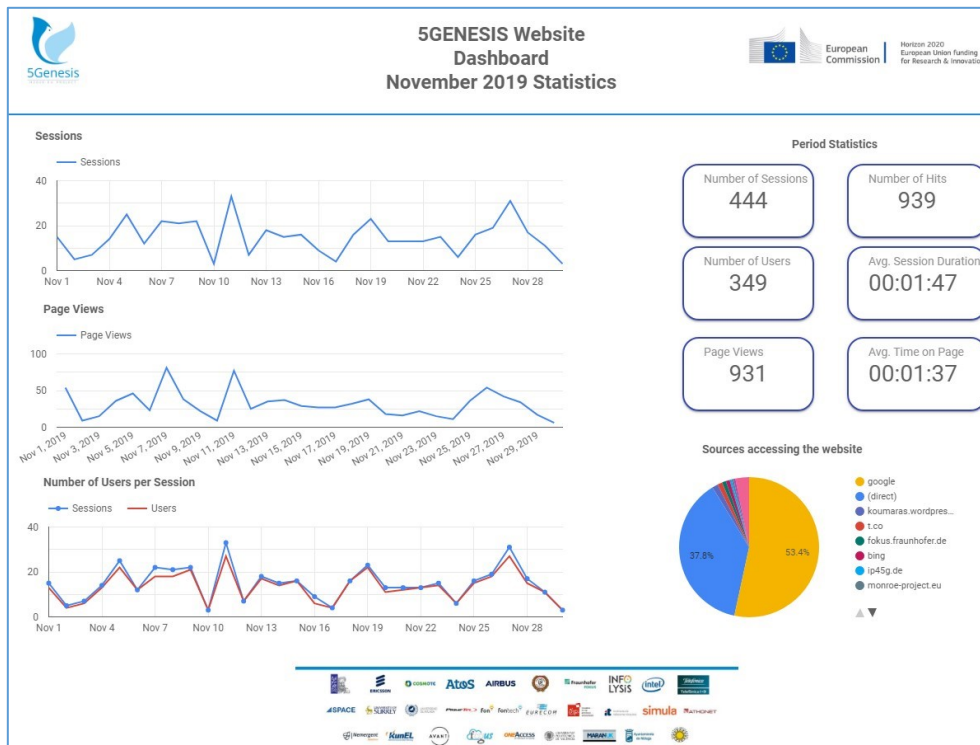 5GENESIS Website
Dashboard
November 2019 Statistics
5Genesis
European
Commission
Horizon 2020
European Union funding
for Research & Innovatio
Sessions
Sessions
40
20
0
Nov 1
Nov 4
Nov 7
Nov 10
Nov 13
Nov 16
Nov 19
Nov 22
Nov 25
Nov 28
Page Views
Page Views
100
50
0
Nov 1, 2019
Nov 3, 2019
Nov 5, 2019
Nov 7, 2019
Nov 9, 2019
Nov 11, 2019
Nov 13, 2019
Nov 15, 2019
Nov 17, 2019
Nov 19, 2019
Nov 21, 2019
Nov 23, 2019
Nov 25, 2019
Nov 27, 2019
Nov 29, 2019
Number of Users per Session
Sessions Users
40
20
0
Nov 1
Nov 4
Nov 7
Nov 10
Nov 13
Nov 16
Nov 19
Nov 22
Nov 25
Nov 28
Period Statistics
Number of Sessions
444
Number of Hits
939
Number of Users
349
Avg. Session Duration
00:01:47
Page Views
931
Avg. Time on Page
00:01:37
Sources accessing the website
37.8%
53.4%
google
(direct)
koumaras.wordpres...
t.co
fokus.fraunhofer.de
bing
ip45g.de
monroe-project.eu
ERICSSON
COSMOTE
Atos
AIRBUS
Fraunhofer
INFO
LYSIS
intel
SPACE
SURREY
Fon
Fontech
EURECOM
simula
ATHONET
Nemergent
RunEL
AVANT
ONEACCESS
MARAN